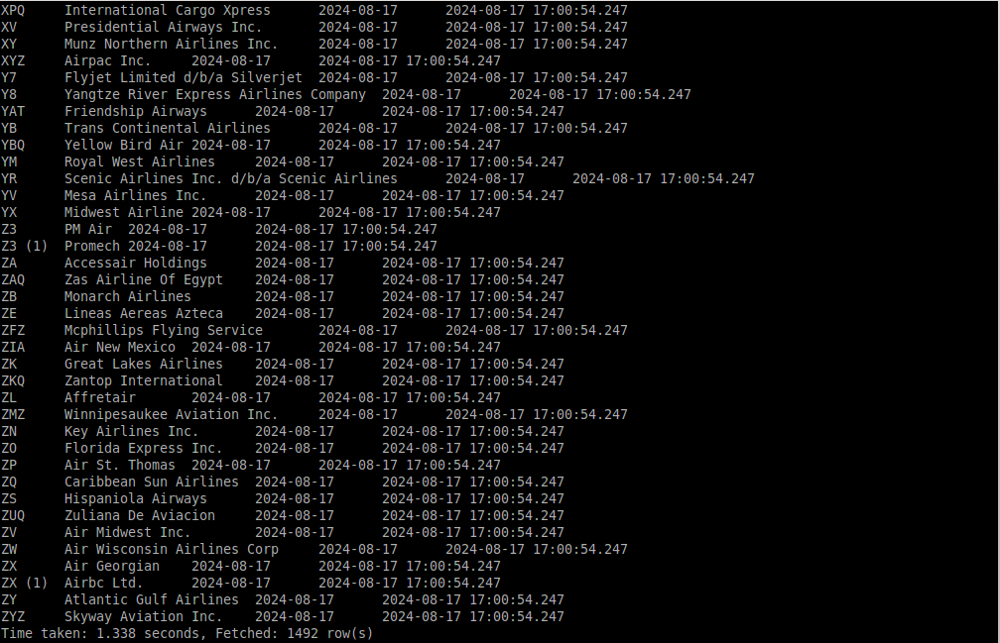 XPQ	International Cargo Xpress	2024-08-17	2024-08-17 17:00:54.247
XV	Presidential Airways Inc.	2024-08-17	2024-08-17 17:00:54.247
XY	Munz Northern Airlines Inc.	2024-08-17	2024-08-17 17:00:54.247
XYZ	Airpac Inc.	2024-08-17	2024-08-17 17:00:54.247
Y7	Flyjet Limited d/b/a Silverjet	2024-08-17	2024-08-17 17:00:54.247
Y8	Yangtze River Express Airlines Company	2024-08-17	2024-08-17 17:00:54.247
YAT	Friendship Airways	2024-08-17	2024-08-17 17:00:54.247
YB	Trans Continental Airlines	2024-08-17	2024-08-17 17:00:54.247
YBQ	Yellow Bird Air	2024-08-17	2024-08-17 17:00:54.247
YM	Royal West Airlines	2024-08-17	2024-08-17 17:00:54.247
YR	Scenic Airlines Inc. d/b/a Scenic Airlines	2024-08-17	2024-08-17 17:00:54.247
YV	Mesa Airlines Inc.	2024-08-17	2024-08-17 17:00:54.247
YX	Midwest Airline	2024-08-17	2024-08-17 17:00:54.247
Z3	PM Air	2024-08-17	2024-08-17 17:00:54.247
Z3 (1)	Promech	2024-08-17	2024-08-17 17:00:54.247
ZA	Accessair Holdings	2024-08-17	2024-08-17 17:00:54.247
ZAQ	Zas Airline Of Egypt	2024-08-17	2024-08-17 17:00:54.247
ZB	Monarch Airlines	2024-08-17	2024-08-17 17:00:54.247
ZE	Lineas Aereas Azteca	2024-08-17	2024-08-17 17:00:54.247
ZFZ	Mcphillips Flying Service	2024-08-17	2024-08-17 17:00:54.247
ZIA	Air New Mexico	2024-08-17	2024-08-17 17:00:54.247
ZK	Great Lakes Airlines	2024-08-17	2024-08-17 17:00:54.247
ZKQ	Zantop International	2024-08-17	2024-08-17 17:00:54.247
ZL	Affretair	2024-08-17	2024-08-17 17:00:54.247
ZMZ	Winnipesaukee Aviation Inc.	2024-08-17	2024-08-17 17:00:54.247
ZN	Key Airlines Inc.	2024-08-17	2024-08-17 17:00:54.247
ZO	Florida Express Inc.	2024-08-17	2024-08-17 17:00:54.247
ZP	Air St. Thomas	2024-08-17	2024-08-17 17:00:54.247
ZQ	Caribbean Sun Airlines	2024-08-17	2024-08-17 17:00:54.247
ZS	Hispaniola Airways	2024-08-17	2024-08-17 17:00:54.247
ZUQ	Zuliana De Aviacion	2024-08-17	2024-08-17 17:00:54.247
ZV	Air Midwest Inc.	2024-08-17	2024-08-17 17:00:54.247
ZW	Air Wisconsin Airlines Corp	2024-08-17	2024-08-17 17:00:54.247
ZX	Air Georgian	2024-08-17	2024-08-17 17:00:54.247
ZX (1)	Airbc Ltd.	2024-08-17	2024-08-17 17:00:54.247
ZY	Atlantic Gulf Airlines	2024-08-17	2024-08-17 17:00:54.247
ZYZ	Skyway Aviation Inc.	2024-08-17	2024-08-17 17:00:54.247
Time taken: 1.338 seconds, Fetched: 1492 row(s)